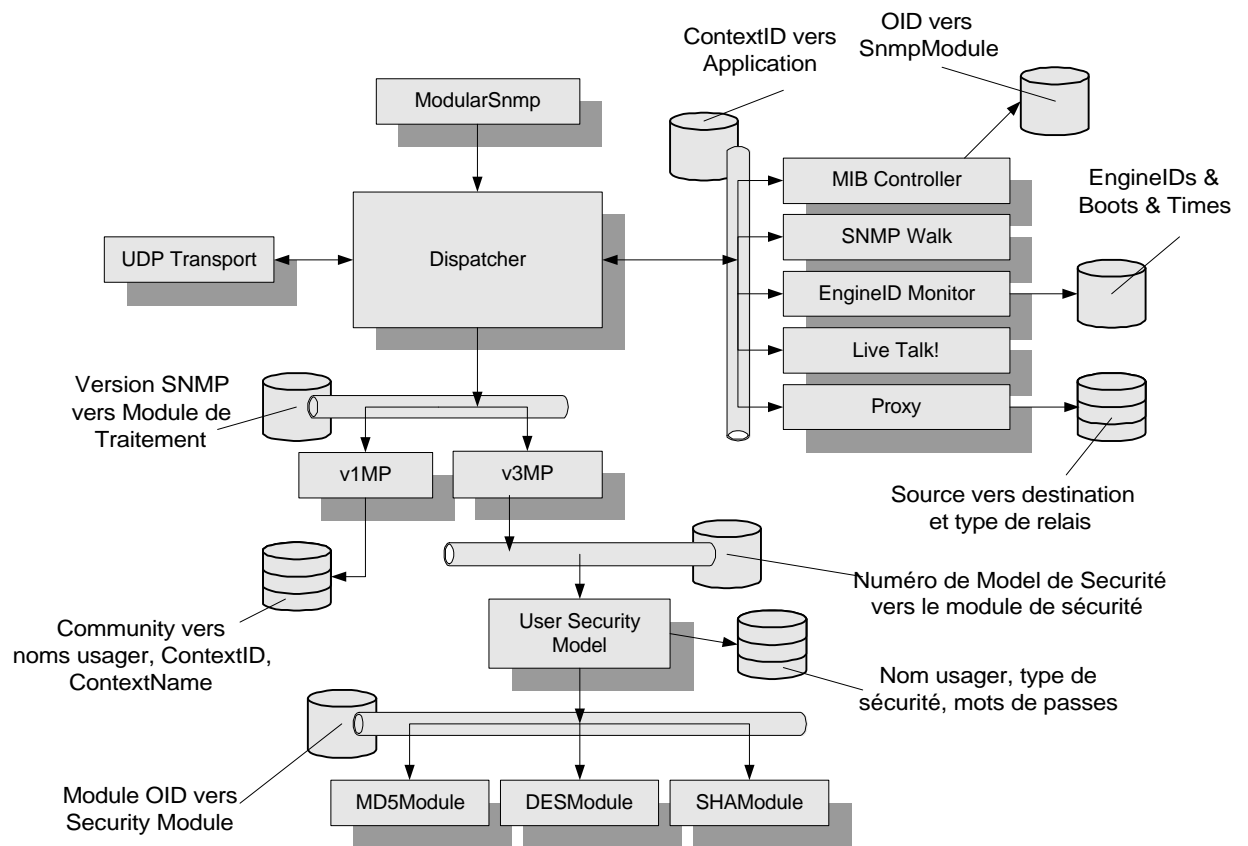 ContextID vers
Application
OID vers
SnmpModule
ModularSnmp
MIB Controller
EngineIDs &
Boots & Times
SNMP Walk
UDP Transport
Dispatcher
EngineID Monitor
Live Talk!
Version SNMP
vers Module de
Traitement
Proxy
v1MP
v3MP
Source vers destination
et type de relais
Numéro de Model de Securité
vers le module de sécurité
Community vers
noms usager, ContextID,
ContextName
User Security
Model
Nom usager, type de
sécurité, mots de passes
Module OID vers
Security Module
MD5Module
DESModule
SHAModule